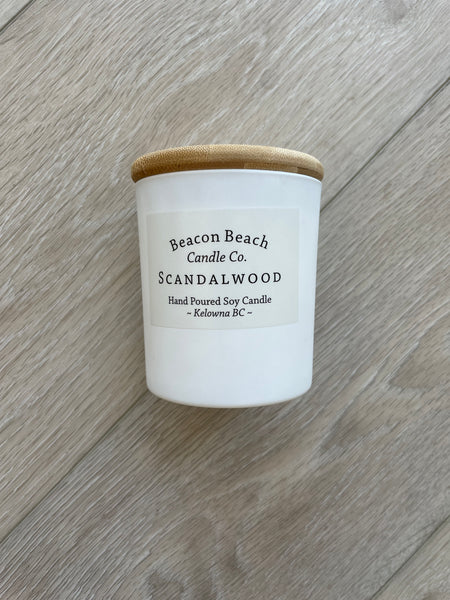 Beacon Beach
Candle Co.
SCANDALWOOD
Hand Poured Soy Candle
~ Kelowna BC ~